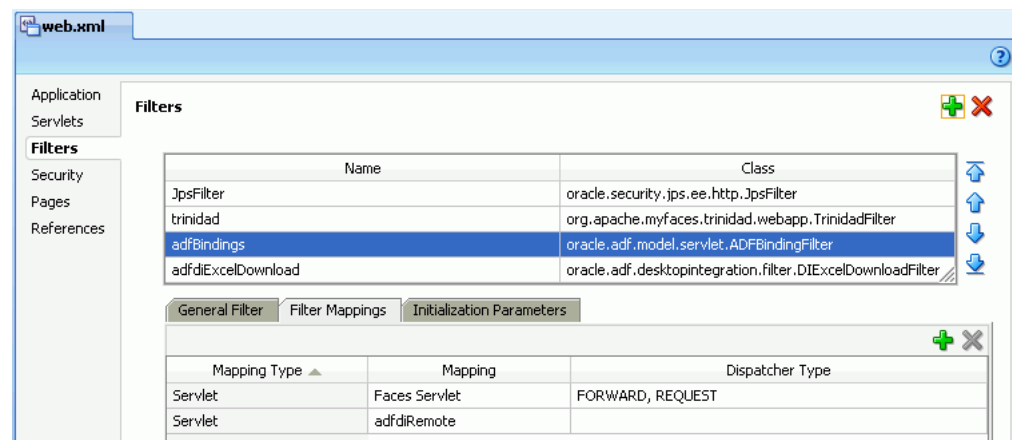 web.xml
?
Application
Servlets
Filters
Security
Pages
References
Filters
Name Class
JpsFilter oracle.security.jps.ee.http.JpsFilter
trinidad org.apache.myfaces.trinidad.webapp.TrinidadFilter
adfBindings oracle.adf.model.servlet.ADFBindingFilter
adfdiExcelDownload oracle.adf.desktopintegration.filter.DIExcelDownloadFilter
General Filter Filter Mappings Initialization Parameters
Mapping Type Mapping Dispatcher Type
Servlet Faces Servlet FORWARD, REQUEST
Servlet adfdiRemote